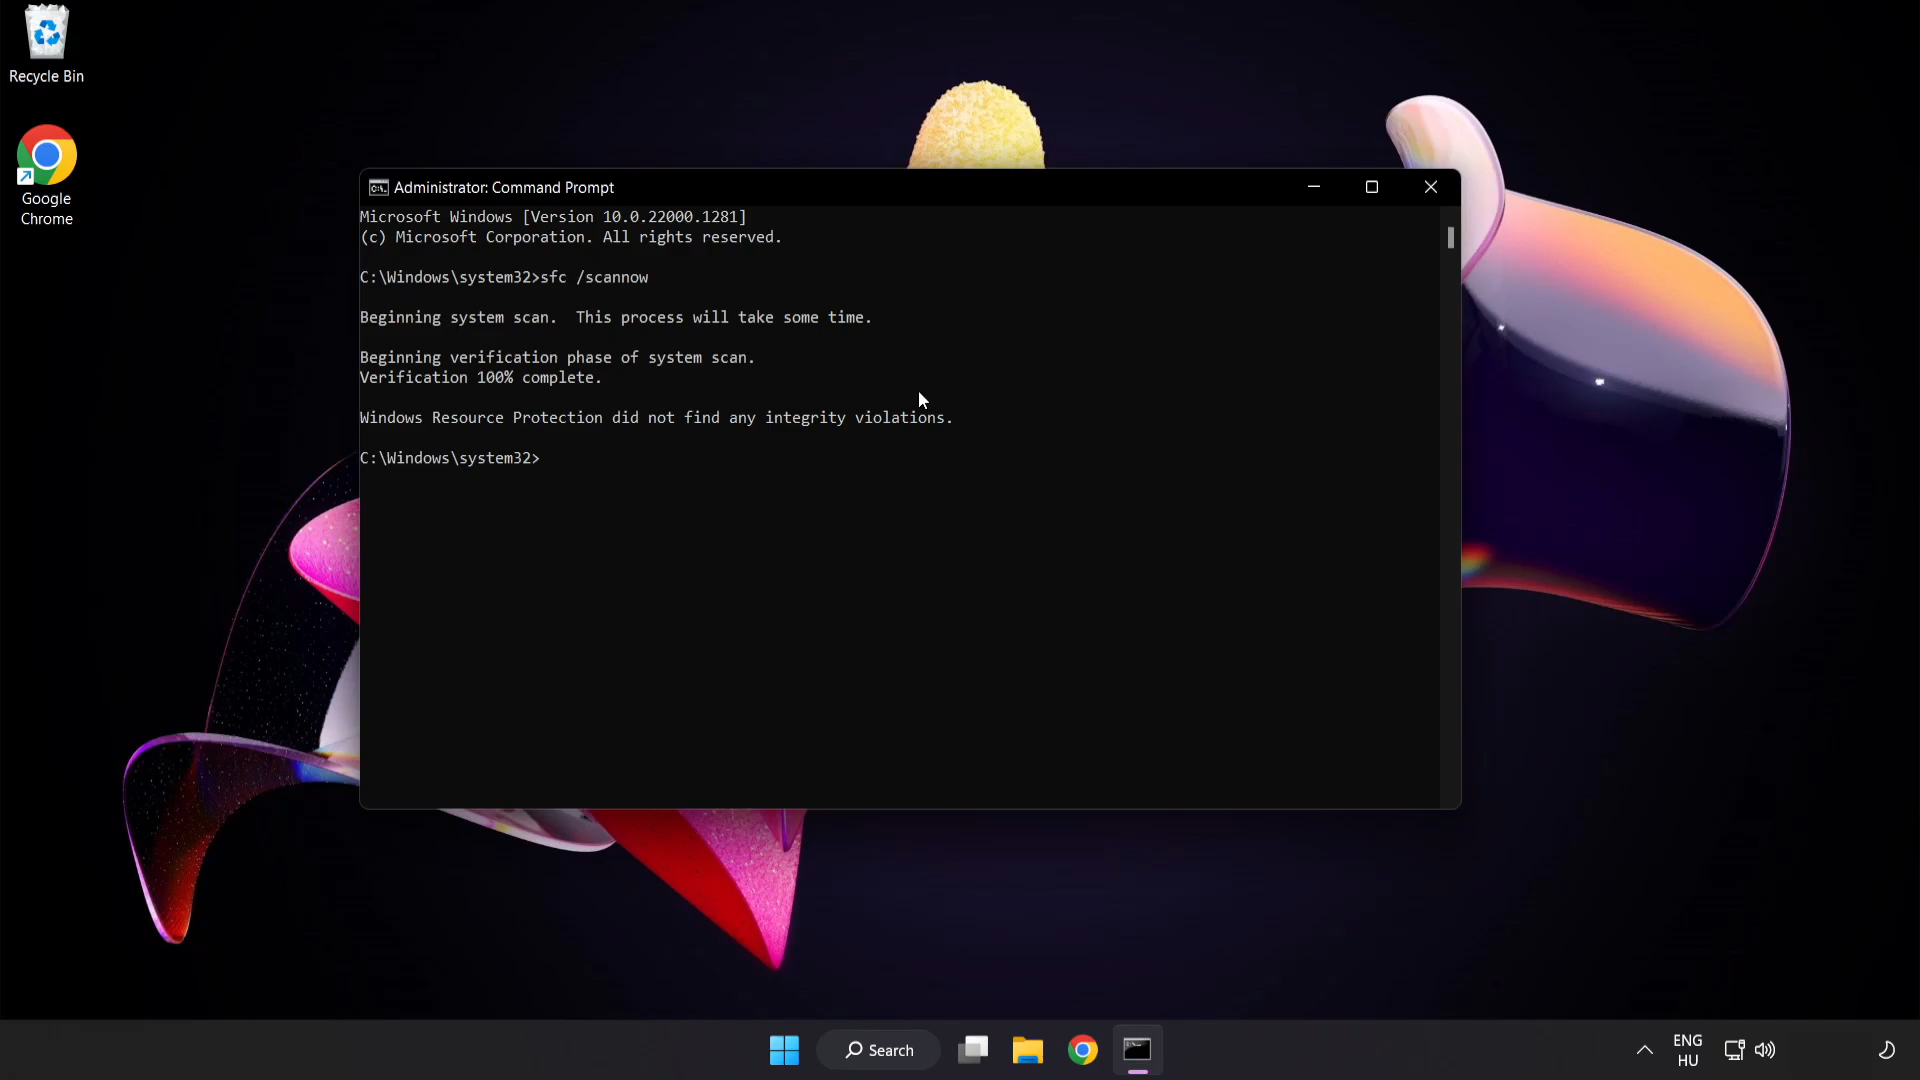 Recycle Bin
Google
Chrome
Administrator: Command Prompt
Microsoft Windows [Version 10.0.22000.1281]
(c) Microsoft Corporation. All rights reserved.
C:\Windows\system32>sfc /scannow
Beginning system scan.  This process will take some time.
Beginning verification phase of system scan.
Verification 100% complete.
Windows Resource Protection did not find any integrity violations.
C:\Windows\system32>
Search
ENG
HU